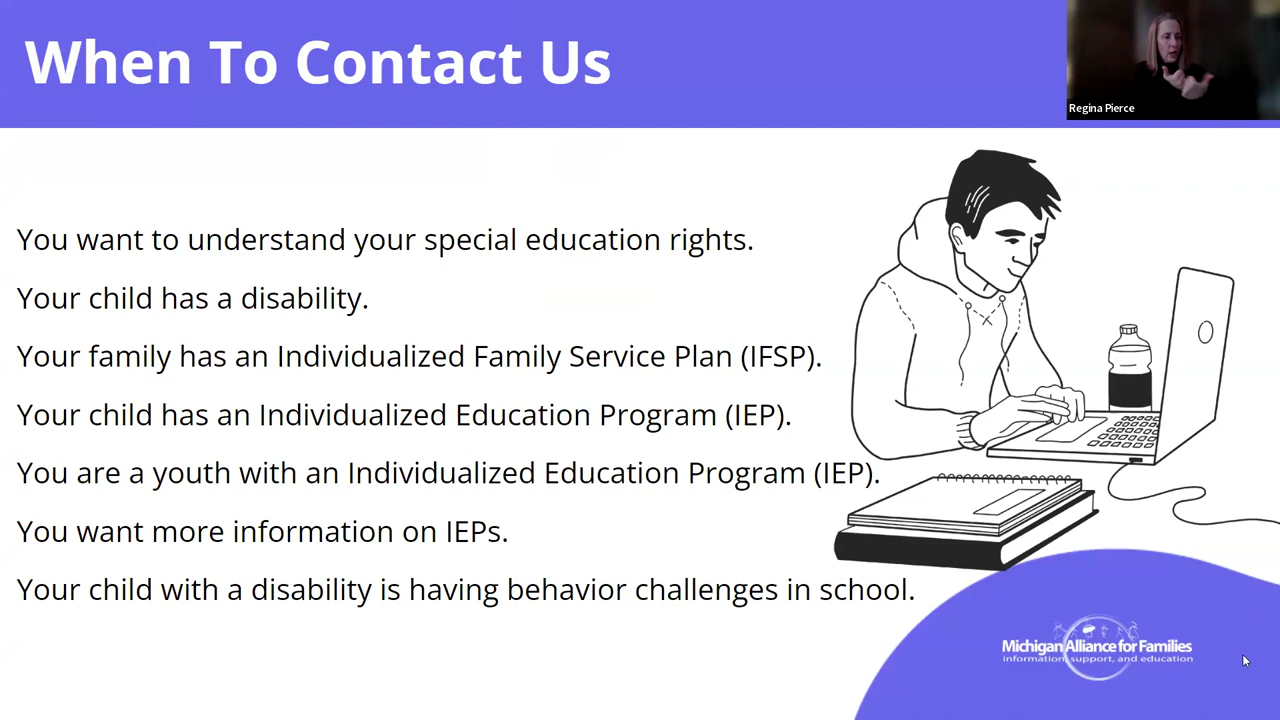 When To Contact Us
Regina Pierce
You want to understand your special education rights.
Your child has a disability.
Your family has an Individualized Family Service Plan (IFSP).
Your child has an Individualized Education Program (IEP).
You are a youth with an Individualized Education Program (IEP).
You want more information on IEPs.
Your child with a disability is having behavior challenges in school.
Michigan Alliance for Families
information, support, and education